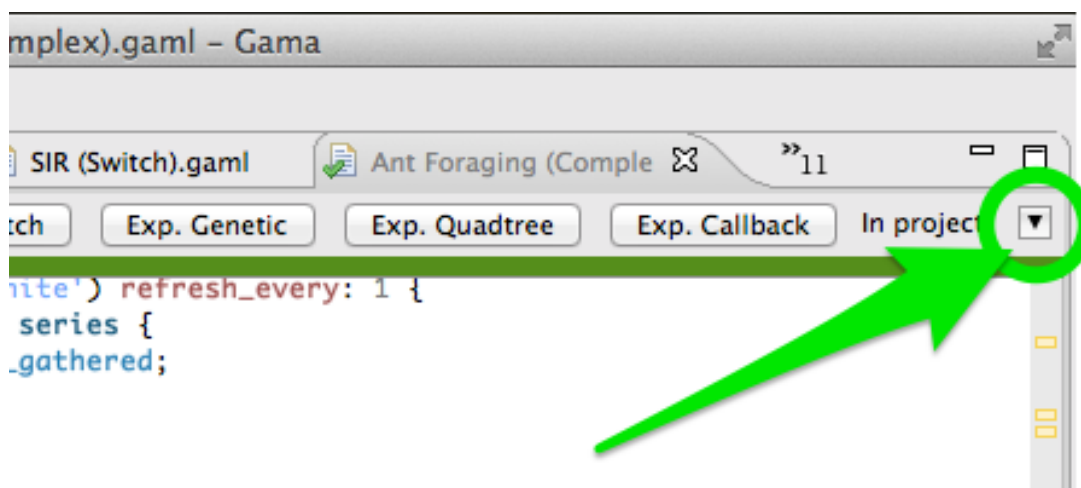 mplex).gaml – Gama
SIR (Switch).gaml Ant Foraging (Comple »11
tch Exp. Genetic Exp. Quadtree Exp. Callback In project
nite') refresh_every: 1 {
series {
_gathered;